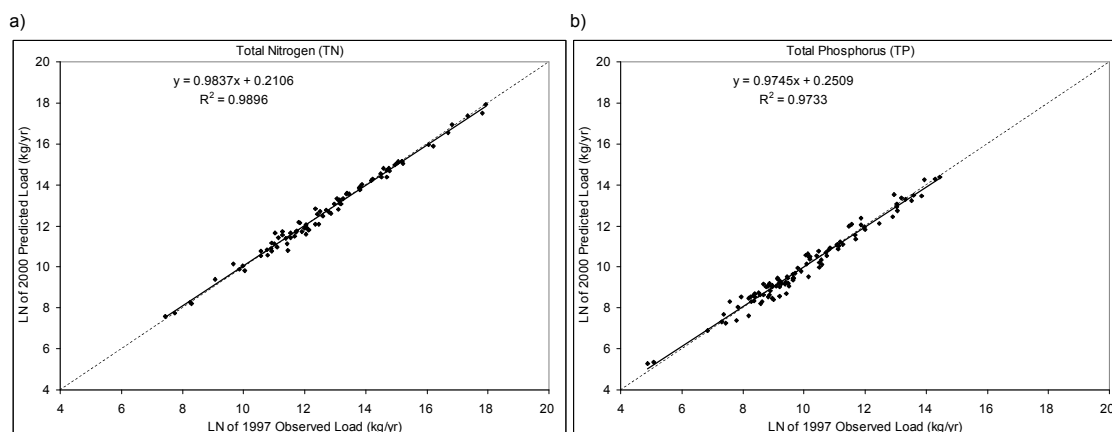 a)
Total Nitrogen (TN)
y = 0.9837x + 0.2106
R² = 0.9896
LN of 2000 Predicted Load (kg/yr)
20
18
16
14
12
10
8
6
4
4 6 8 10 12 14 16 18 20
LN of 1997 Observed Load (kg/yr)
b)
Total Phosphorus (TP)
y = 0.9745x + 0.2509
R² = 0.9733
LN of 2000 Predicted Load (kg/yr)
20
18
16
14
12
10
8
6
4
4 6 8 10 12 14 16 18 20
LN of 1997 Observed Load (kg/yr)